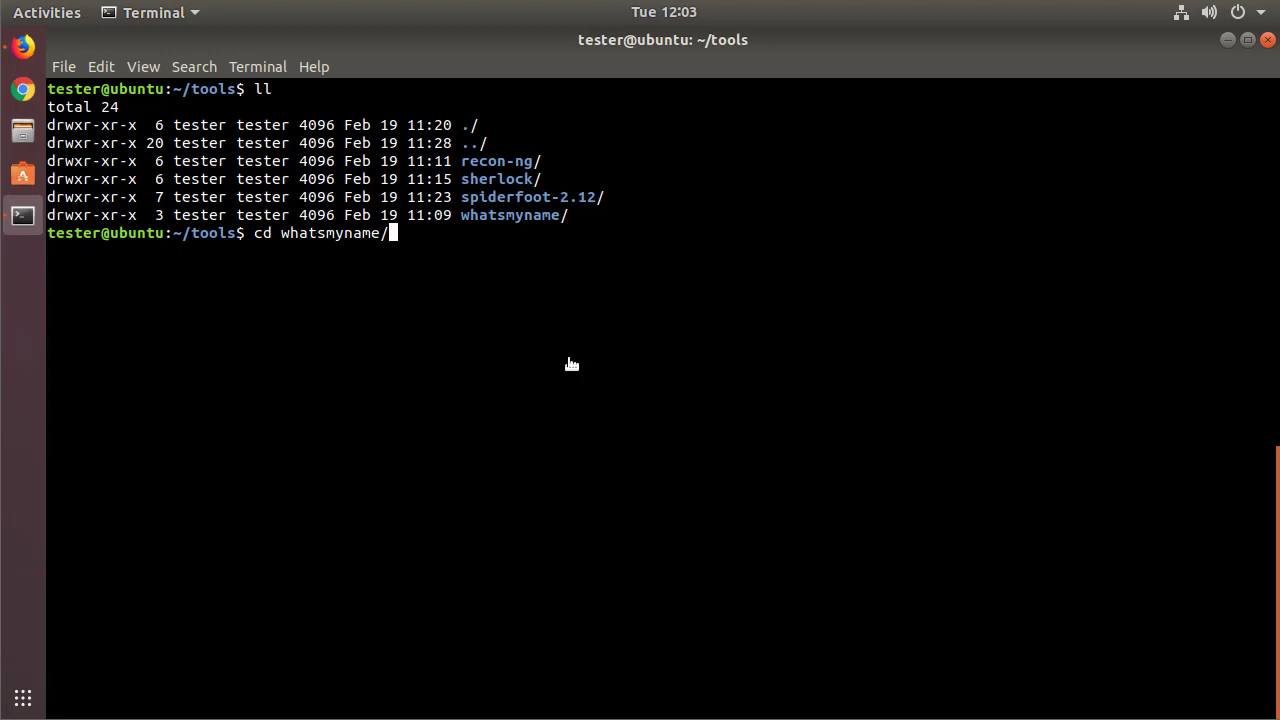 Activities Terminal Tue 12:03
tester@ubuntu: ~/tools
File Edit View Search Terminal Help
tester@ubuntu:~/tools$ ll
total 24
drwxr-xr-x  6 tester tester 4096 Feb 19 11:20 ./
drwxr-xr-x 20 tester tester 4096 Feb 19 11:28 ../
drwxr-xr-x  6 tester tester 4096 Feb 19 11:11 recon-ng/
drwxr-xr-x  6 tester tester 4096 Feb 19 11:15 sherlock/
drwxr-xr-x  7 tester tester 4096 Feb 19 11:23 spiderfoot-2.12/
drwxr-xr-x  3 tester tester 4096 Feb 19 11:09 whatsmyname/
tester@ubuntu:~/tools$ cd whatsmyname/